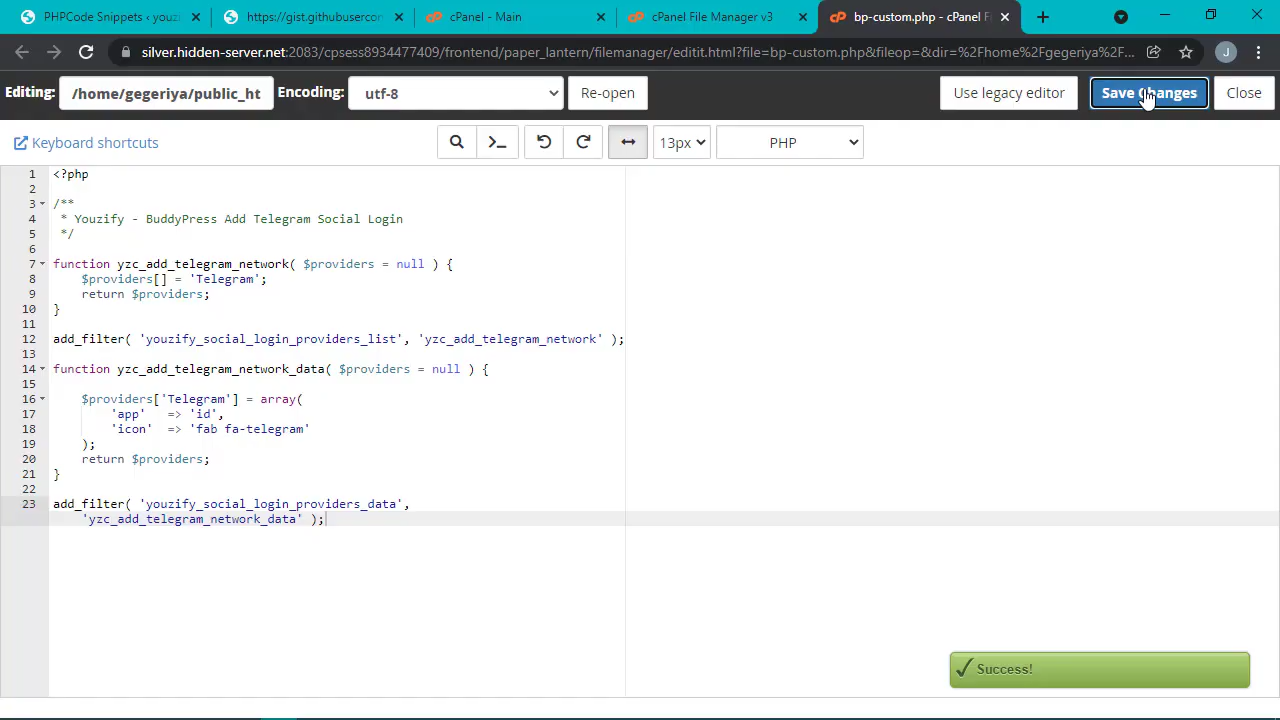 PHPCode Snippets ‹ youzi
https://gist.githubusercon
cPanel - Main
cPanel File Manager v3
bp-custom.php - cPanel F
silver.hidden-server.net:2083/cpsess8934477409/frontend/paper_lantern/filemanager/editit.html?file=bp-custom.php&fileop=&dir=%2Fhome%2Fgegeriya%2F...
J
Editing: /home/gegeriya/public_ht Encoding: utf-8 Re-open Use legacy editor Save Changes Close
Keyboard shortcuts 13px PHP
1 <?php
2
3 /**
4 * Youzify - BuddyPress Add Telegram Social Login
5 */
6
7 function yzc_add_telegram_network( $providers = null ) {
8 $providers[] = 'Telegram';
9 return $providers;
10 }
11
12 add_filter( 'youzify_social_login_providers_list', 'yzc_add_telegram_network' );
13
14 function yzc_add_telegram_network_data( $providers = null ) {
15
16 $providers['Telegram'] = array(
17 'app' => 'id',
18 'icon' => 'fab fa-telegram'
19 );
20 return $providers;
21 }
22
23 add_filter( 'youzify_social_login_providers_data',
'yzc_add_telegram_network_data' );
Success!